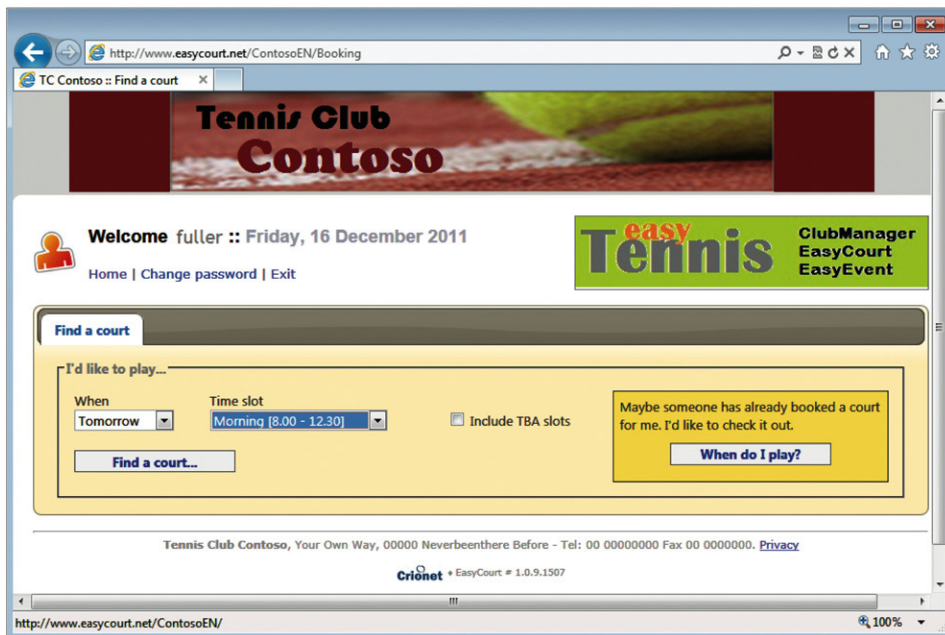 http://www.easycourt.net/ContosoEN/Booking
TC Contoso :: Find a court
Tennis Club
Contoso
Welcome fuller :: Friday, 16 December 2011
Home | Change password | Exit
easy
Tennis
ClubManager
EasyCourt
EasyEvent
Find a court
I'd like to play...
When
Time slot
Tomorrow
Morning [8.00 - 12.30]
Include TBA slots
Maybe someone has already booked a court
for me. I'd like to check it out.
Find a court...
When do I play?
Tennis Club Contoso, Your Own Way, 00000 Neverbeenthere Before - Tel: 00 00000000 Fax 00 0000000. Privacy
Crionet • EasyCourt # 1.0.9.1507
http://www.easycourt.net/ContosoEN/
100%